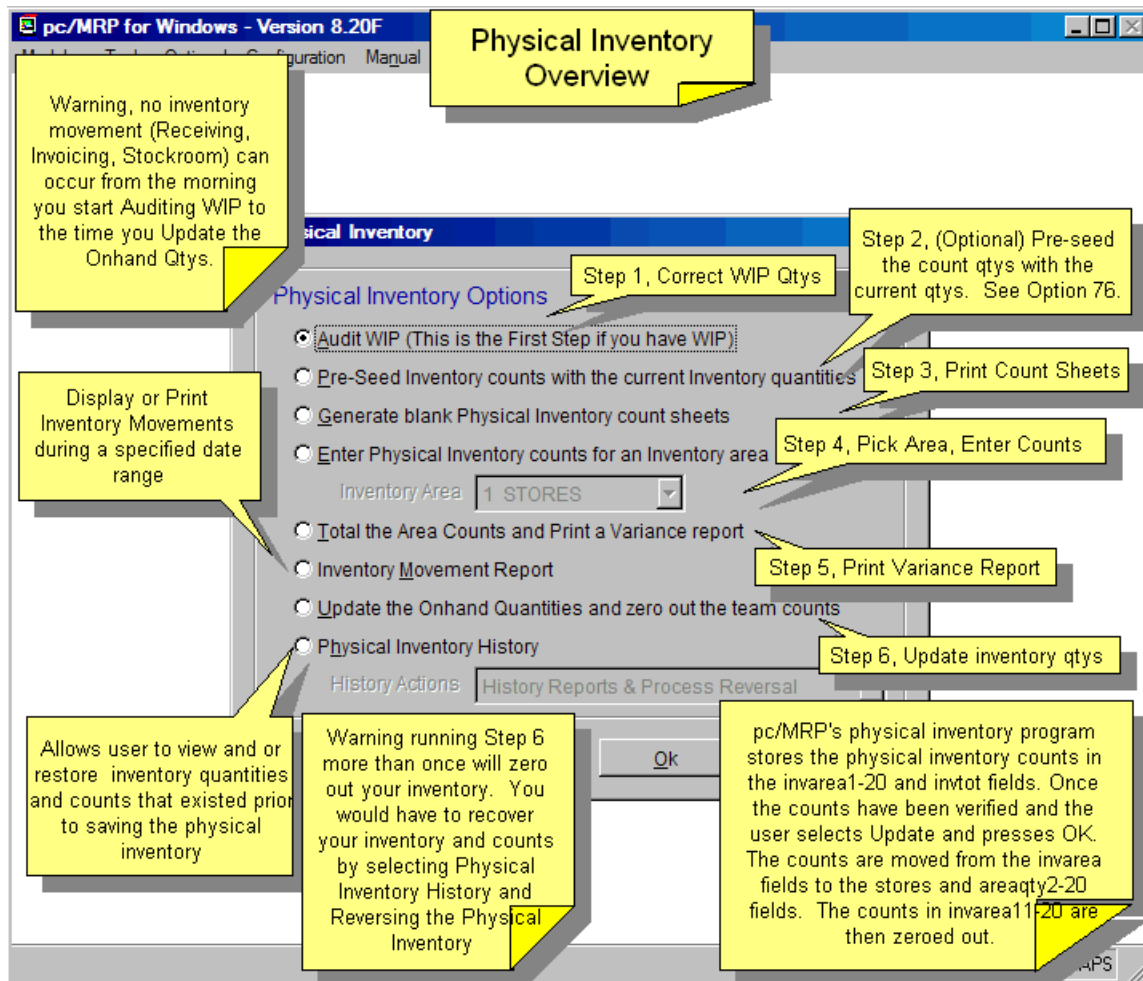 pc/MRP for Windows - Version 8.20F
Manual
Physical Inventory
Overview
Warning, no inventory
movement (Receiving,
Invoicing, Stockroom) can
occur from the morning
you start Auditing WIP to
the time you Update the
Onhand Qtys.
Step 2, (Optional) Pre-seed
the count qtys with the
current qtys. See Option 76.
Step 1, Correct WIP Qtys
Physical Inventory Options
Audit WIP (This is the First Step if you have WIP)
Pre-Seed Inventory counts with the current Inventory quantities
Step 3, Print Count Sheets
Generate blank Physical Inventory count sheets
Display or Print
Inventory Movements
during a specified date
range
Step 4, Pick Area, Enter Counts
Enter Physical Inventory counts for an Inventory area
Inventory Area 1 STORES
Total the Area Counts and Print a Variance report
Step 5, Print Variance Report
Inventory Movement Report
Update the Onhand Quantities and zero out the team counts
Physical Inventory History
Step 6, Update inventory qtys
History Actions History Reports & Process Reversal
Allows user to view and or
restore inventory quantities
and counts that existed prior
to saving the physical
inventory
Warning running Step 6
more than once will zero
out your inventory. You
would have to recover
your inventory and counts
by selecting Physical
Inventory History and
Reversing the Physical
Inventory
Ok
pc/MRP's physical inventory program
stores the physical inventory counts in
the invarea1-20 and invtot fields. Once
the counts have been verified and the
user selects Update and presses OK.
The counts are moved from the invarea
fields to the stores and areaqty2-20
fields. The counts in invarea11-20 are
then zeroed out.